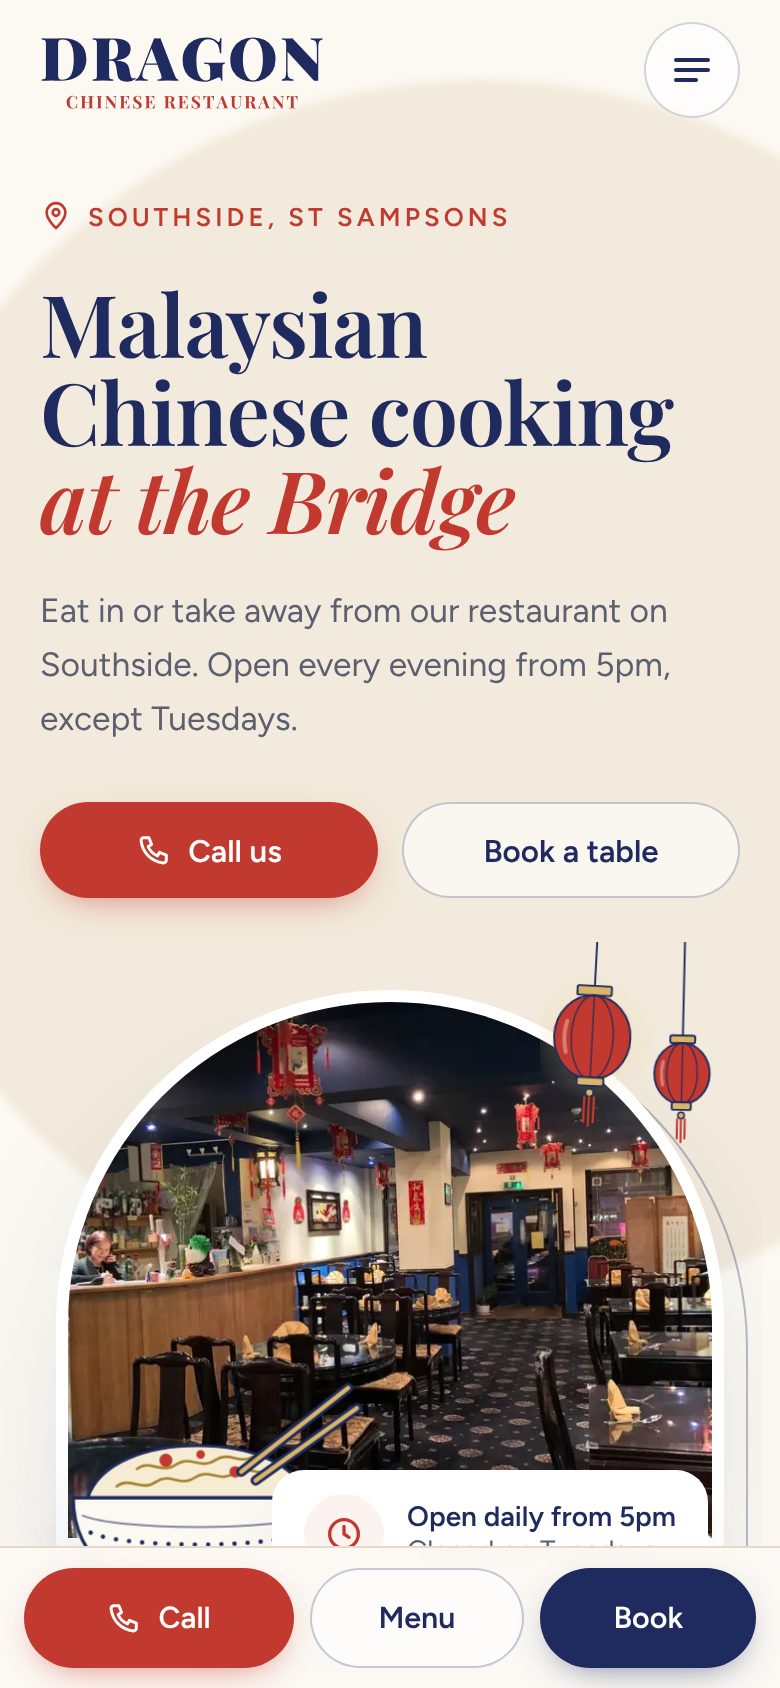 DRAGON
CHINESE RESTAURANT
SOUTHSIDE, ST SAMPSONS
Malaysian
Chinese cooking
at the Bridge
Eat in or take away from our restaurant on
Southside. Open every evening from 5pm,
except Tuesdays.
Call us
Book a table
Open daily from 5pm
Call
Menu
Book